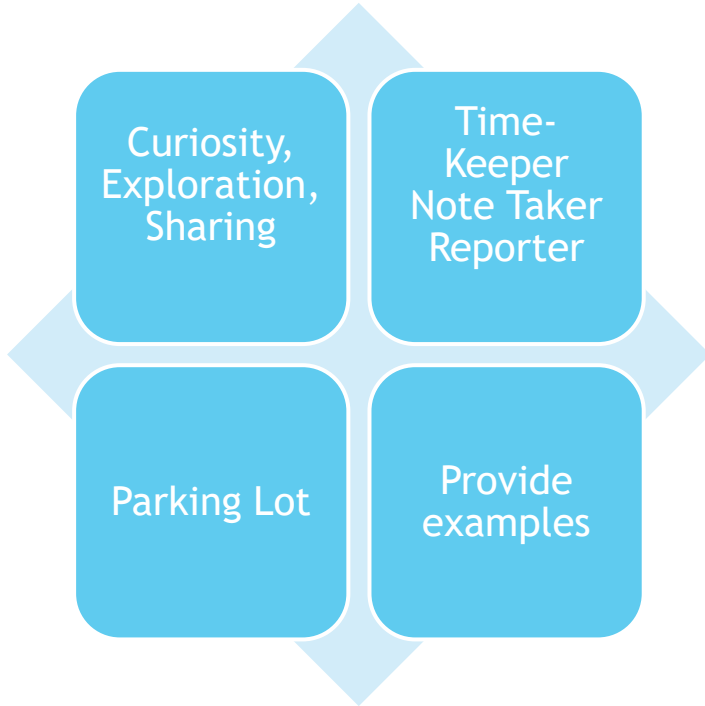 Curiosity,
Exploration,
Sharing
Time-
Keeper
Note Taker
Reporter
Parking Lot
Provide
examples